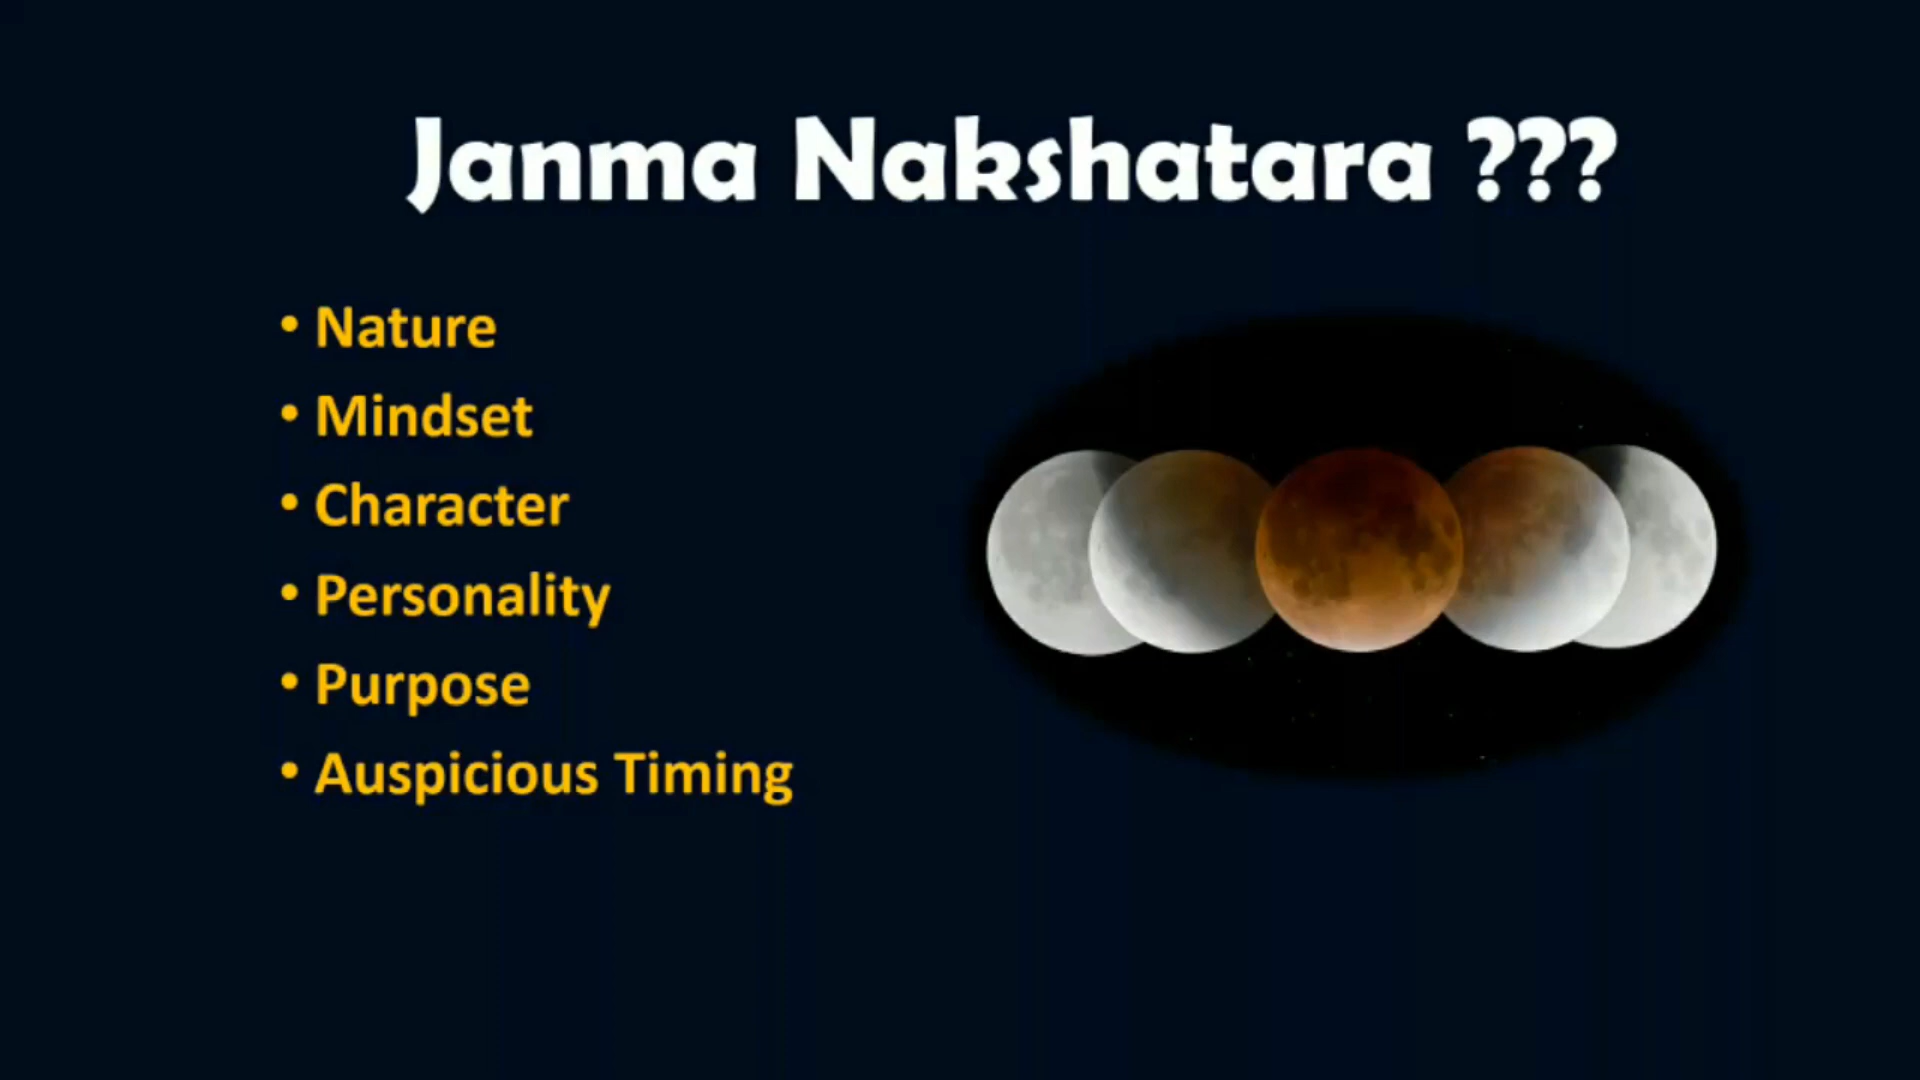 Janma Nakshatara ???
• Nature
• Mindset
• Character
• Personality
• Purpose
• Auspicious Timing